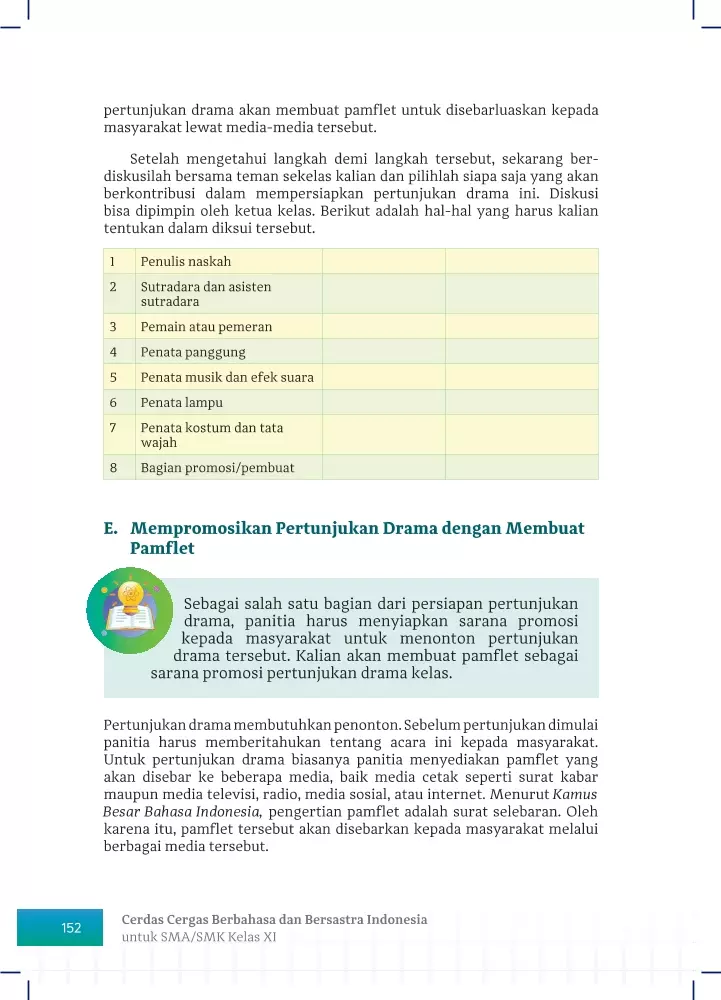 pertunjukan drama akan membuat pamflet untuk disebarluaskan kepada
masyarakat lewat media-media tersebut.
Setelah mengetahui langkah demi langkah tersebut, sekarang ber-
diskusilah bersama teman sekelas kalian dan pilihlah siapa saja yang akan
berkontribusi dalam mempersiapkan pertunjukan drama ini. Diskusi
bisa dipimpin oleh ketua kelas. Berikut adalah hal-hal yang harus kalian
tentukan dalam diksui tersebut.
1 Penulis naskah
2 Sutradara dan asisten
sutradara
3 Pemain atau pemeran
4 Penata panggung
5 Penata musik dan efek suara
6 Penata lampu
7 Penata kostum dan tata
wajah
8 Bagian promosi/pembuat
E. Mempromosikan Pertunjukan Drama dengan Membuat
Pamflet
Sebagai salah satu bagian dari persiapan pertunjukan
drama, panitia harus menyiapkan sarana promosi
kepada masyarakat untuk menonton pertunjukan
drama tersebut. Kalian akan membuat pamflet sebagai
sarana promosi pertunjukan drama kelas.
Pertunjukan drama membutuhkan penonton. Sebelum pertunjukan dimulai
panitia harus memberitahukan tentang acara ini kepada masyarakat.
Untuk pertunjukan drama biasanya panitia menyediakan pamflet yang
akan disebar ke beberapa media, baik media cetak seperti surat kabar
maupun media televisi, radio, media sosial, atau internet. Menurut Kamus
Besar Bahasa Indonesia, pengertian pamflet adalah surat selebaran. Oleh
karena itu, pamflet tersebut akan disebarkan kepada masyarakat melalui
berbagai media tersebut.
152
Cerdas Cergas Berbahasa dan Bersastra Indonesia
untuk SMA/SMK Kelas XI